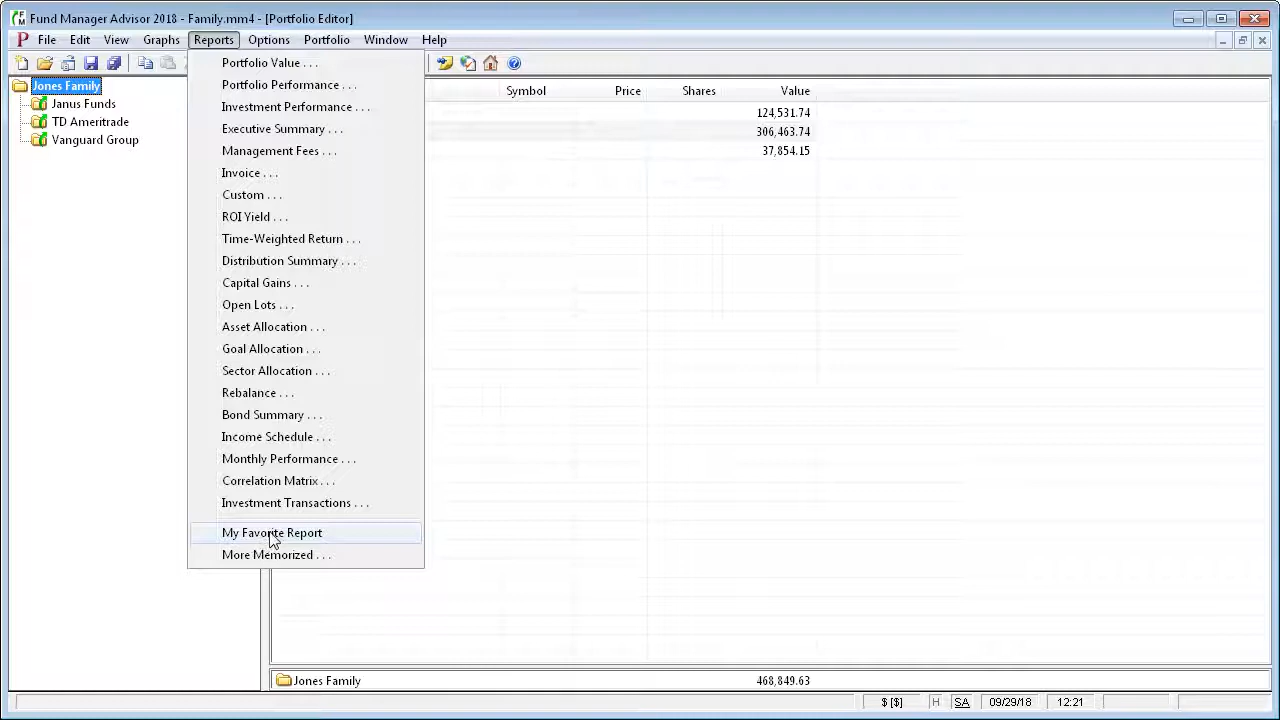 Fund Manager Advisor 2018 - Family.mm4 - [Portfolio Editor]
File Edit View Graphs Reports Options Portfolio Window Help
Jones Family
Janus Funds
TD Ameritrade
Vanguard Group
Portfolio Value . . .
Portfolio Performance . . .
Investment Performance . . .
Executive Summary . . .
Management Fees . . .
Invoice . . .
Custom . . .
ROI Yield . . .
Time-Weighted Return . . .
Distribution Summary . . .
Capital Gains . . .
Open Lots . . .
Asset Allocation . . .
Goal Allocation . . .
Sector Allocation . . .
Rebalance . . .
Bond Summary . . .
Income Schedule . . .
Monthly Performance . . .
Correlation Matrix . . .
Investment Transactions . . .
My Favorite Report
More Memorized . . .
Symbol Price Shares Value
124,531.74
306,463.74
37,854.15
Jones Family 468,849.63
$ [$] H SA 09/29/18 12:21